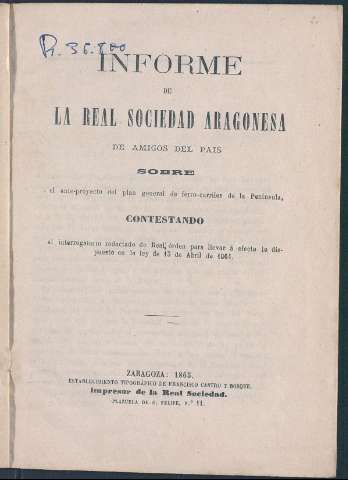 R. 36.800
INFORME
DE
LA REAL SOCIEDAD ARAGONESA
DE AMIGOS DEL PAIS
SOBRE
el ante-proyecto del plan general de ferro-carriles de la Península,
CONTESTANDO
al interrogatorio redactado de Real órden para llevar á efecto lo dis-
puesto en la ley de 13 de Abril de 1864.
ZARAGOZA: 1865.
ESTABLECIMIENTO TIPOGRÁFICO DE FRANCISCO CASTRO Y BOSQUE,
Impresor de la Real Sociedad.
PLAZUELA DE S. FELIPE, N.º 11.